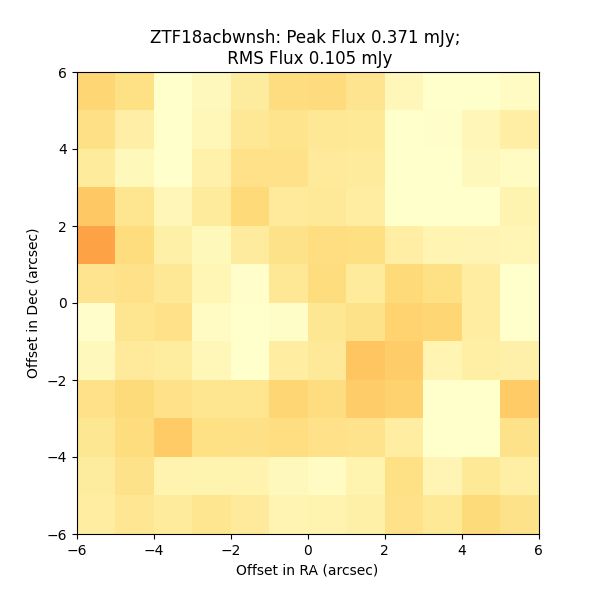 ZTF18acbwnsh: Peak Flux 0.371 mJy;
RMS Flux 0.105 mJy
6
4
2
0
−2
−4
−6
Offset in Dec (arcsec)
−6 −4 −2 0 2 4 6
Offset in RA (arcsec)